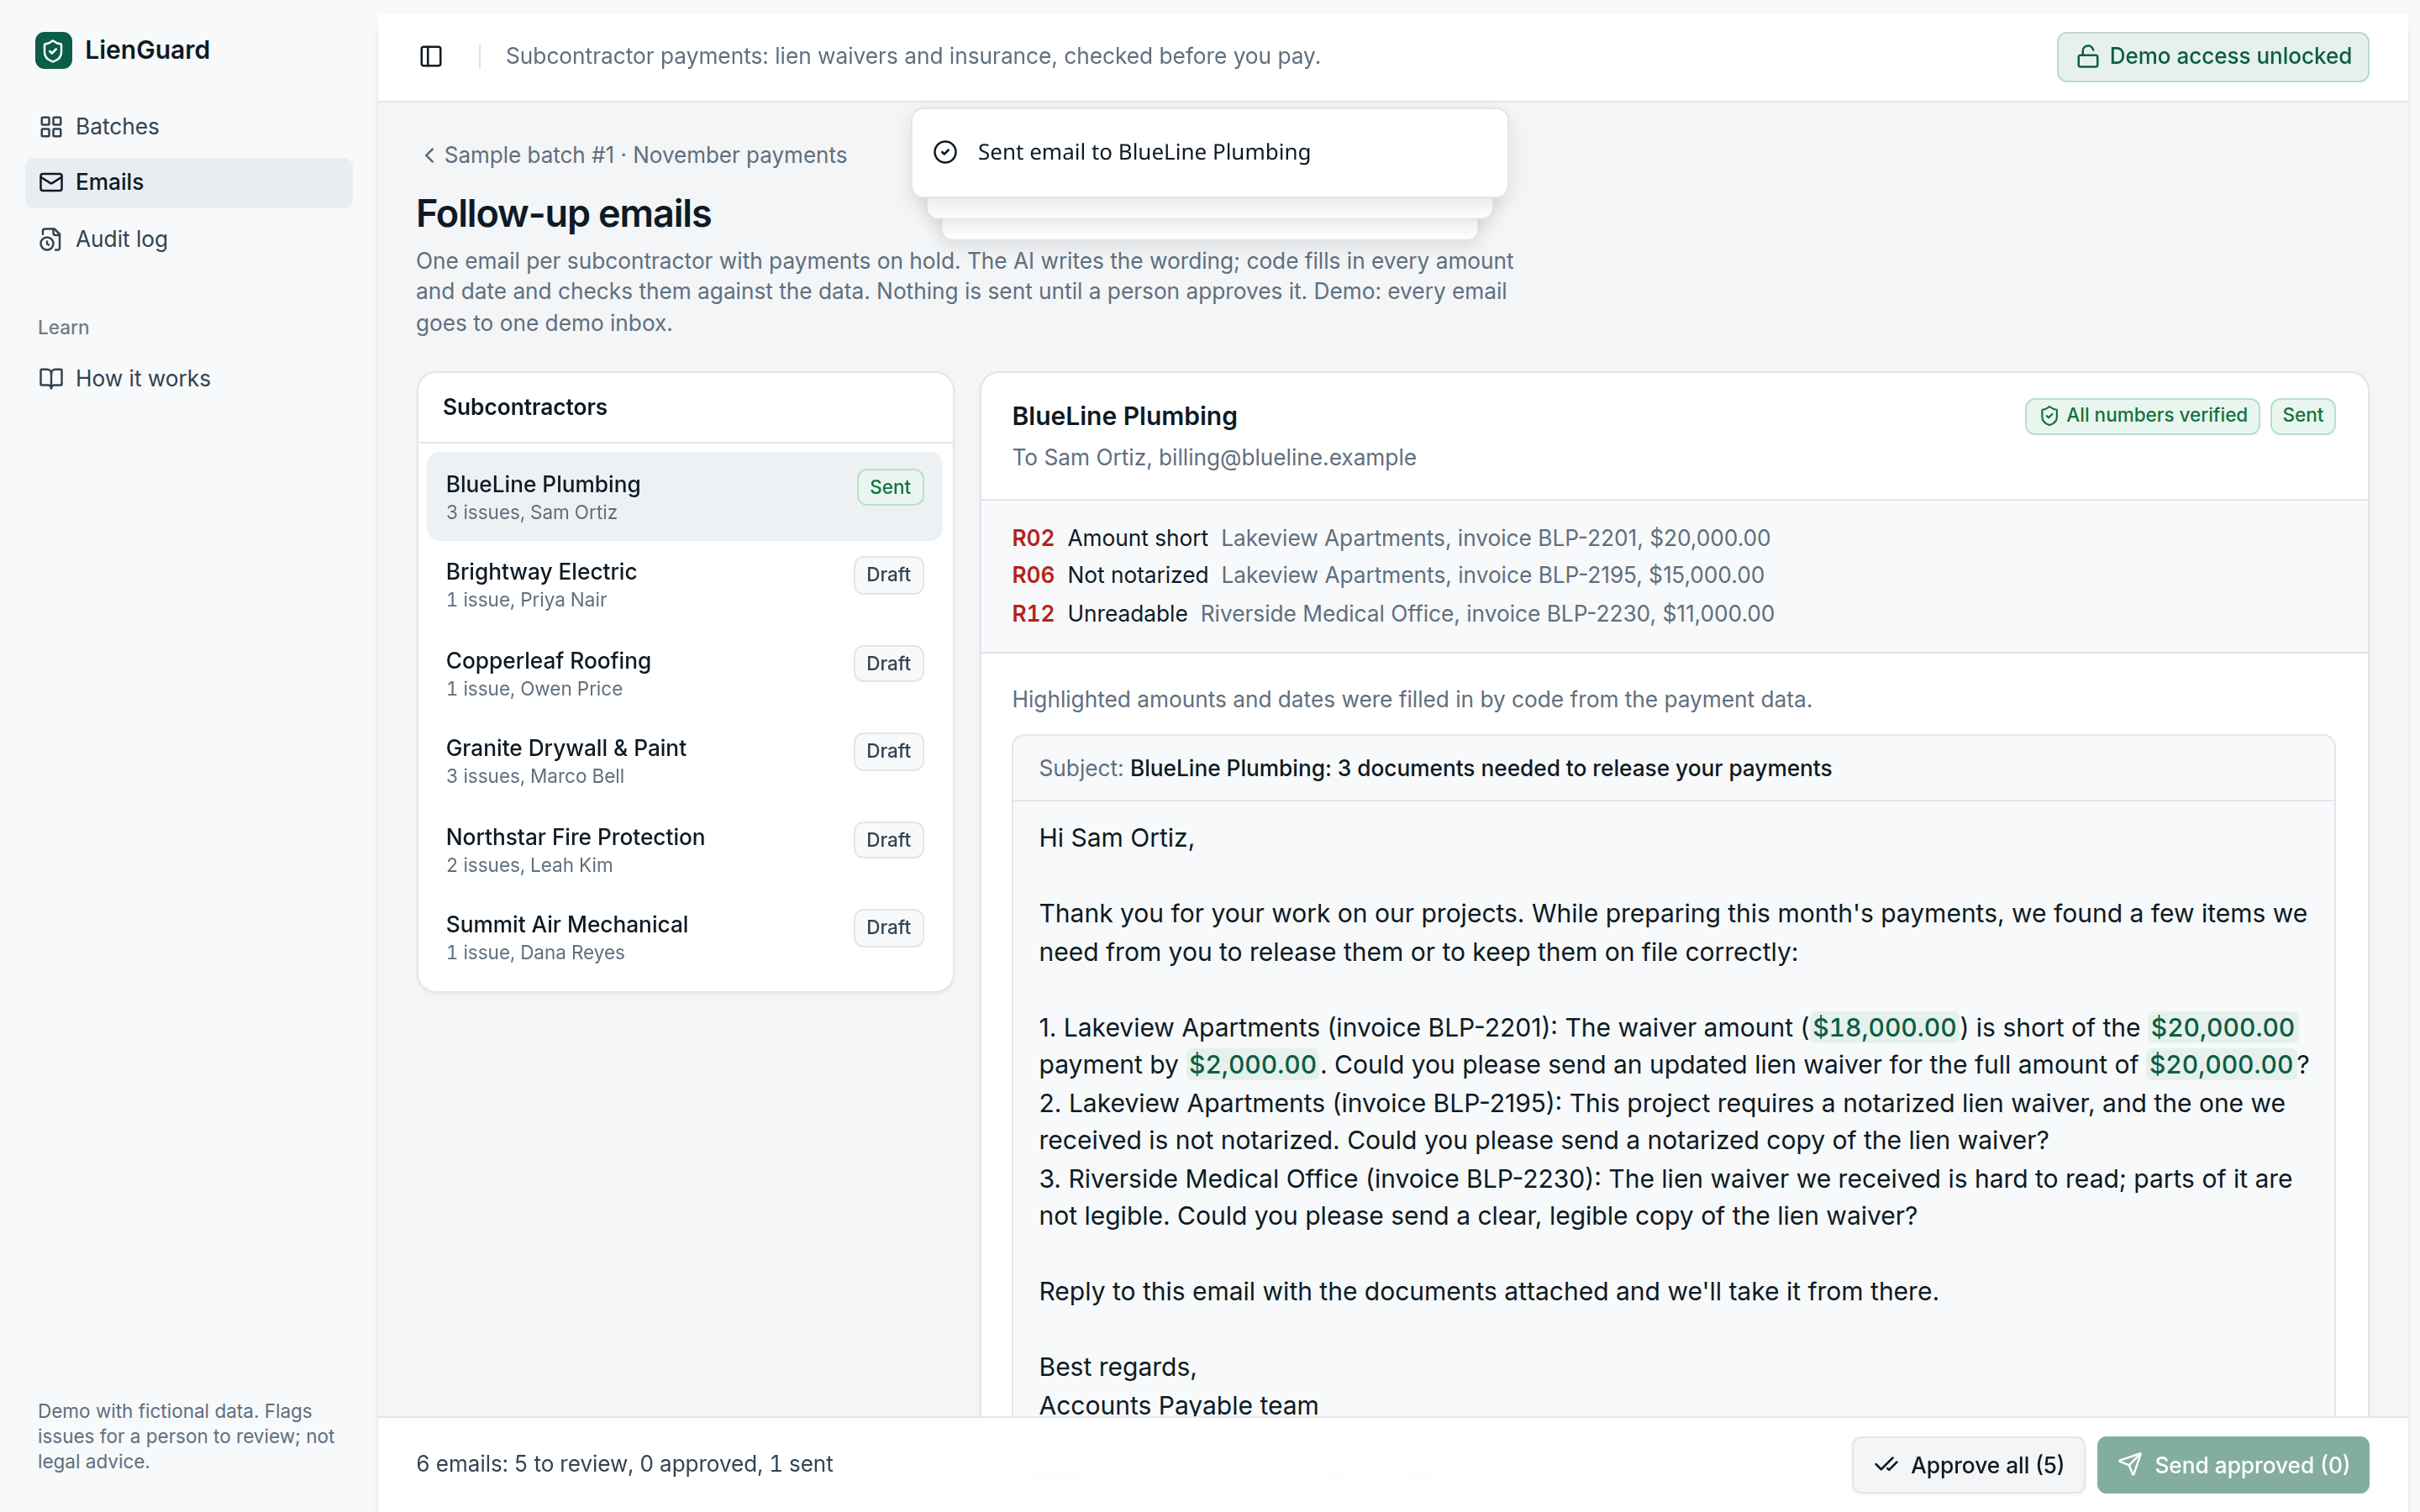 LienGuard
Batches
Emails
Audit log
Learn
How it works
Demo with fictional data. Flags
issues for a person to review; not
legal advice.
Subcontractor payments: lien waivers and insurance, checked before you pay.
Demo access unlocked
Sent email to BlueLine Plumbing
Sample batch #1 · November payments
Follow-up emails
One email per subcontractor with payments on hold. The AI writes the wording; code fills in every amount
and date and checks them against the data. Nothing is sent until a person approves it. Demo: every email
goes to one demo inbox.
Subcontractors
BlueLine Plumbing
Sent
3 issues, Sam Ortiz
Brightway Electric
Draft
1 issue, Priya Nair
Copperleaf Roofing
Draft
1 issue, Owen Price
Granite Drywall & Paint
Draft
3 issues, Marco Bell
Northstar Fire Protection
Draft
2 issues, Leah Kim
Summit Air Mechanical
Draft
1 issue, Dana Reyes
BlueLine Plumbing
All numbers verified
Sent
To Sam Ortiz, billing@blueline.example
R02 Amount short Lakeview Apartments, invoice BLP-2201, $20,000.00
R06 Not notarized Lakeview Apartments, invoice BLP-2195, $15,000.00
R12 Unreadable Riverside Medical Office, invoice BLP-2230, $11,000.00
Highlighted amounts and dates were filled in by code from the payment data.
Subject: BlueLine Plumbing: 3 documents needed to release your payments
Hi Sam Ortiz,
Thank you for your work on our projects. While preparing this month's payments, we found a few items we
need from you to release them or to keep them on file correctly:
1. Lakeview Apartments (invoice BLP-2201): The waiver amount ($18,000.00) is short of the $20,000.00
payment by $2,000.00. Could you please send an updated lien waiver for the full amount of $20,000.00?
2. Lakeview Apartments (invoice BLP-2195): This project requires a notarized lien waiver, and the one we
received is not notarized. Could you please send a notarized copy of the lien waiver?
3. Riverside Medical Office (invoice BLP-2230): The lien waiver we received is hard to read; parts of it are
not legible. Could you please send a clear, legible copy of the lien waiver?
Reply to this email with the documents attached and we'll take it from there.
Best regards,
Accounts Payable team
6 emails: 5 to review, 0 approved, 1 sent
Approve all (5)
Send approved (0)